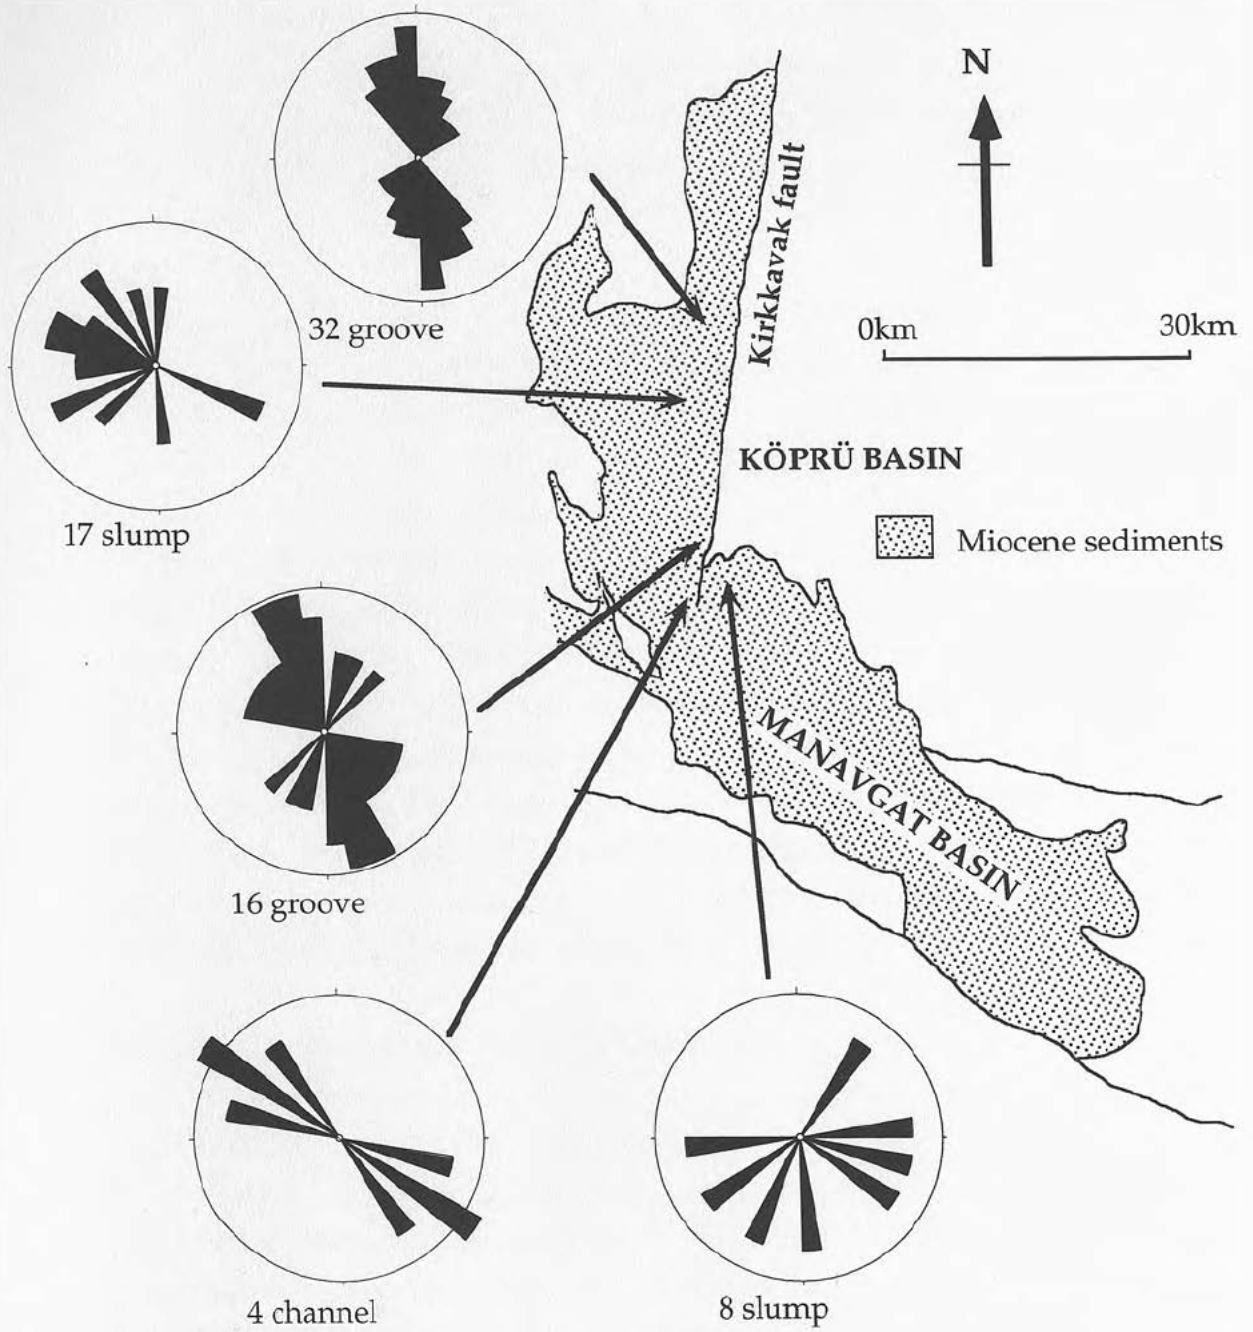 N
32 groove
Kirkkavak fault
0km 30km
17 slump
KÖPRÜ BASIN
Miocene sediments
16 groove
MANAVGAT BASIN
4 channel
8 slump